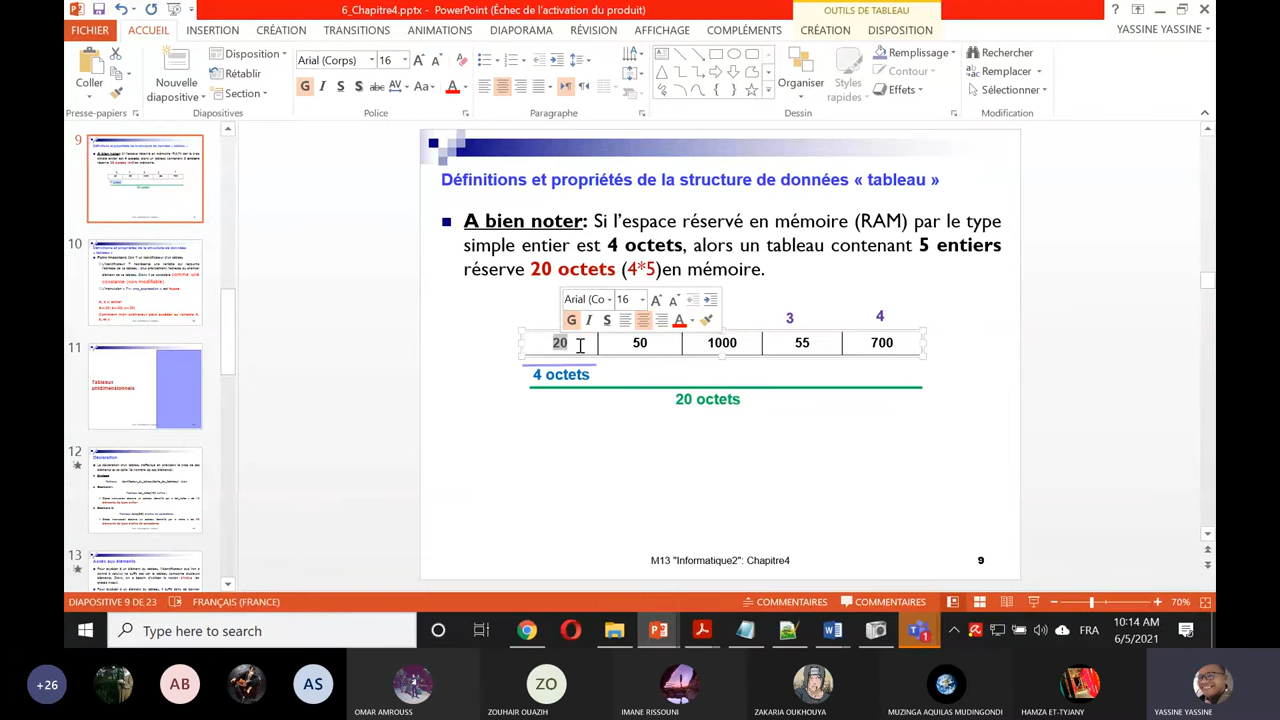 6_Chapitre4.pptx - PowerPoint (Échec de l'activation du produit)
OUTILS DE TABLEAU
FICHIER ACCUEIL INSERTION CRÉATION TRANSITIONS ANIMATIONS DIAPORAMA RÉVISION AFFICHAGE COMPLÉMENTS CRÉATION DISPOSITION YASSINE YASSINE
Coller
Nouvelle diapositive
Disposition
Rétablir
Section
Arial (Corps) 16
Organiser
Styles rapides
Remplissage
Contour
Effets
Rechercher
Remplacer
Sélectionner
Presse-papiers Diapositives Police Paragraphe Dessin Modification
9
10
11
Tableaux
unidimensionnels
12
Déclaration
13
Définitions et propriétés de la structure de données « tableau »
A bien noter: Si l'espace réservé en mémoire (RAM) par le type
simple entier est 4 octets, alors un tableau contenant 5 entiers
réserve 20 octets (4*5)en mémoire.
Arial (Co 16
3 4
20 50 1000 55 700
4 octets
20 octets
M13 "Informatique2": Chapitre4 9
DIAPOSITIVE 9 DE 23 FRANÇAIS (FRANCE) COMMENTAIRES COMMENTAIRES 70%
Type here to search
FRA
10:14 AM
6/5/2021
+26 AB AS ZO
OMAR AMROUSS ZOUHAIR OUAZIH IMANE RISSOUNI ZAKARIA OUKHOUYA MUZINGA AQUILAS MUDINGONDI HAMZA ET-TYJANY YASSINE YASSINE